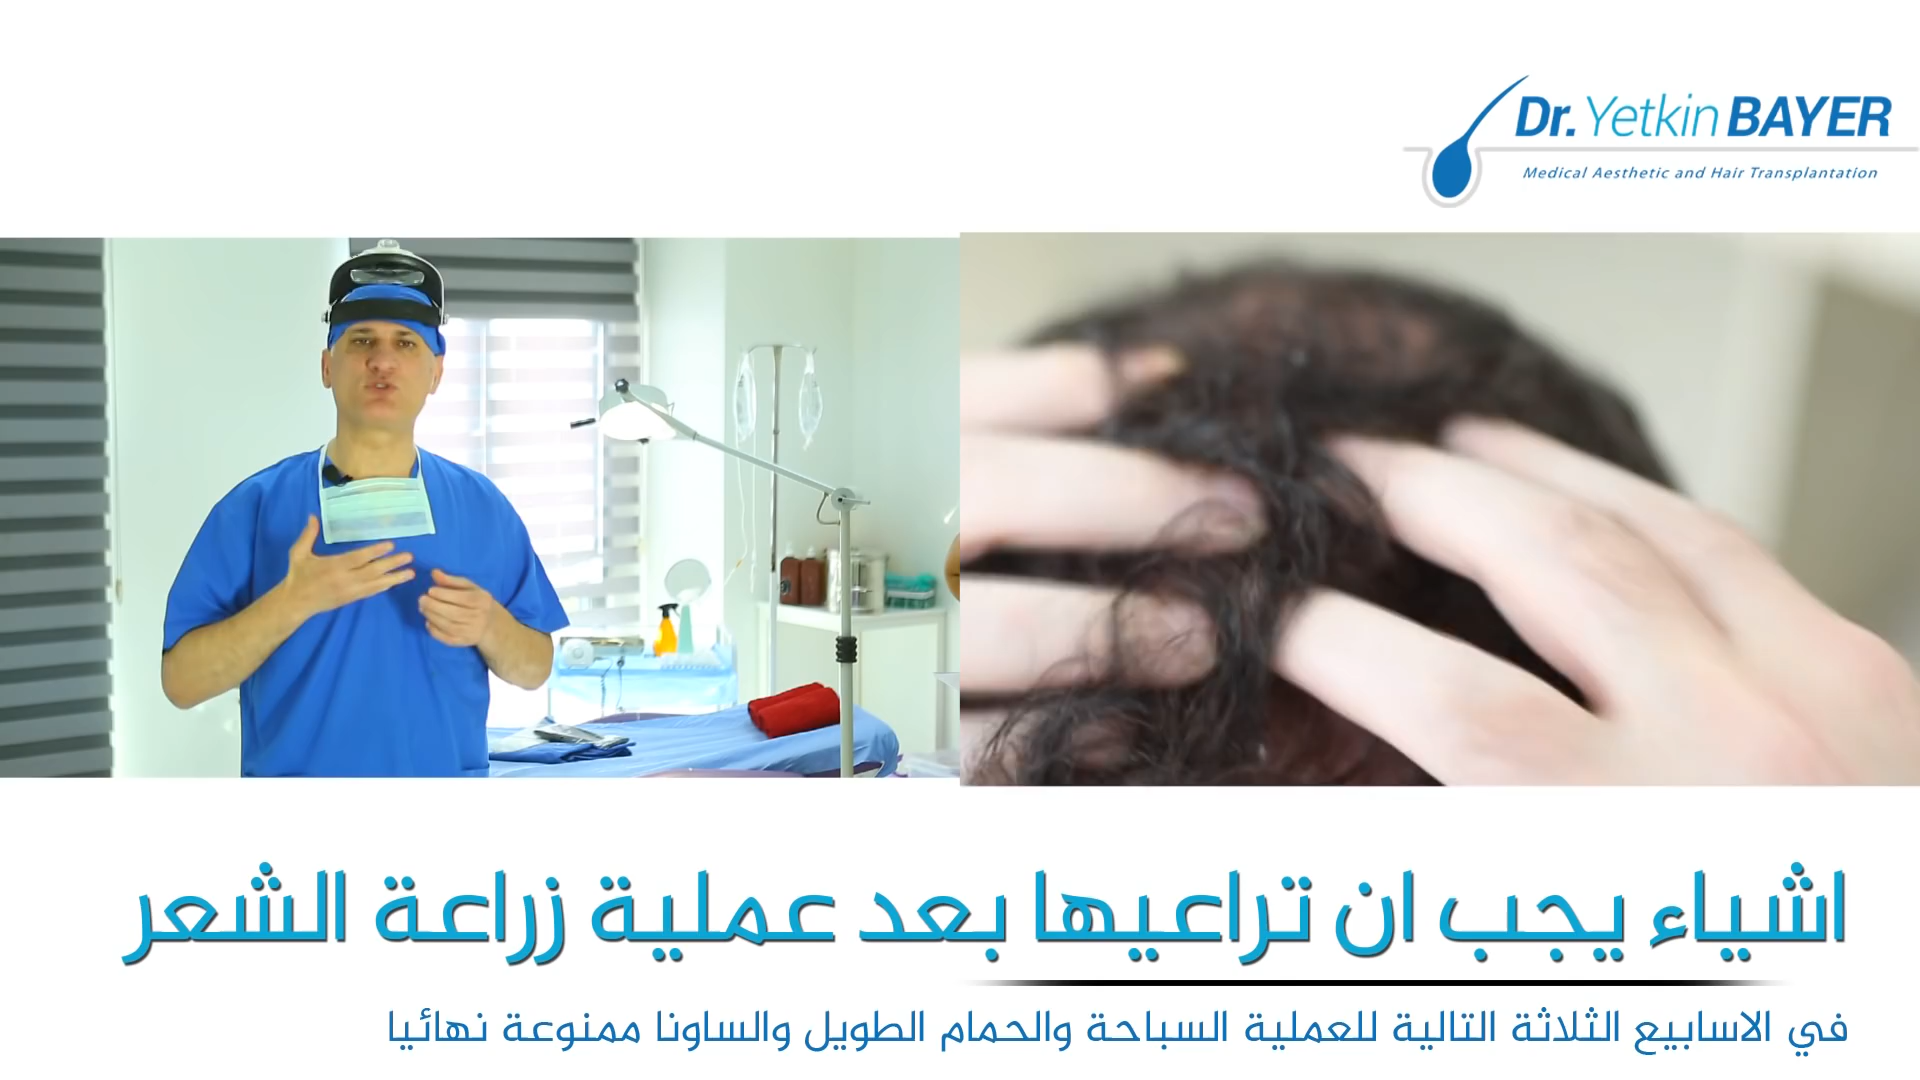 Dr. Yetkin BAYER
Medical Aesthetic and Hair Transplantation
اشياء يجب ان تراعيها بعد عملية زراعة الشعر
في الاسابيع الثلاثة التالية للعملية السباحة والحمام الطويل والساونا ممنوعة نهائيا